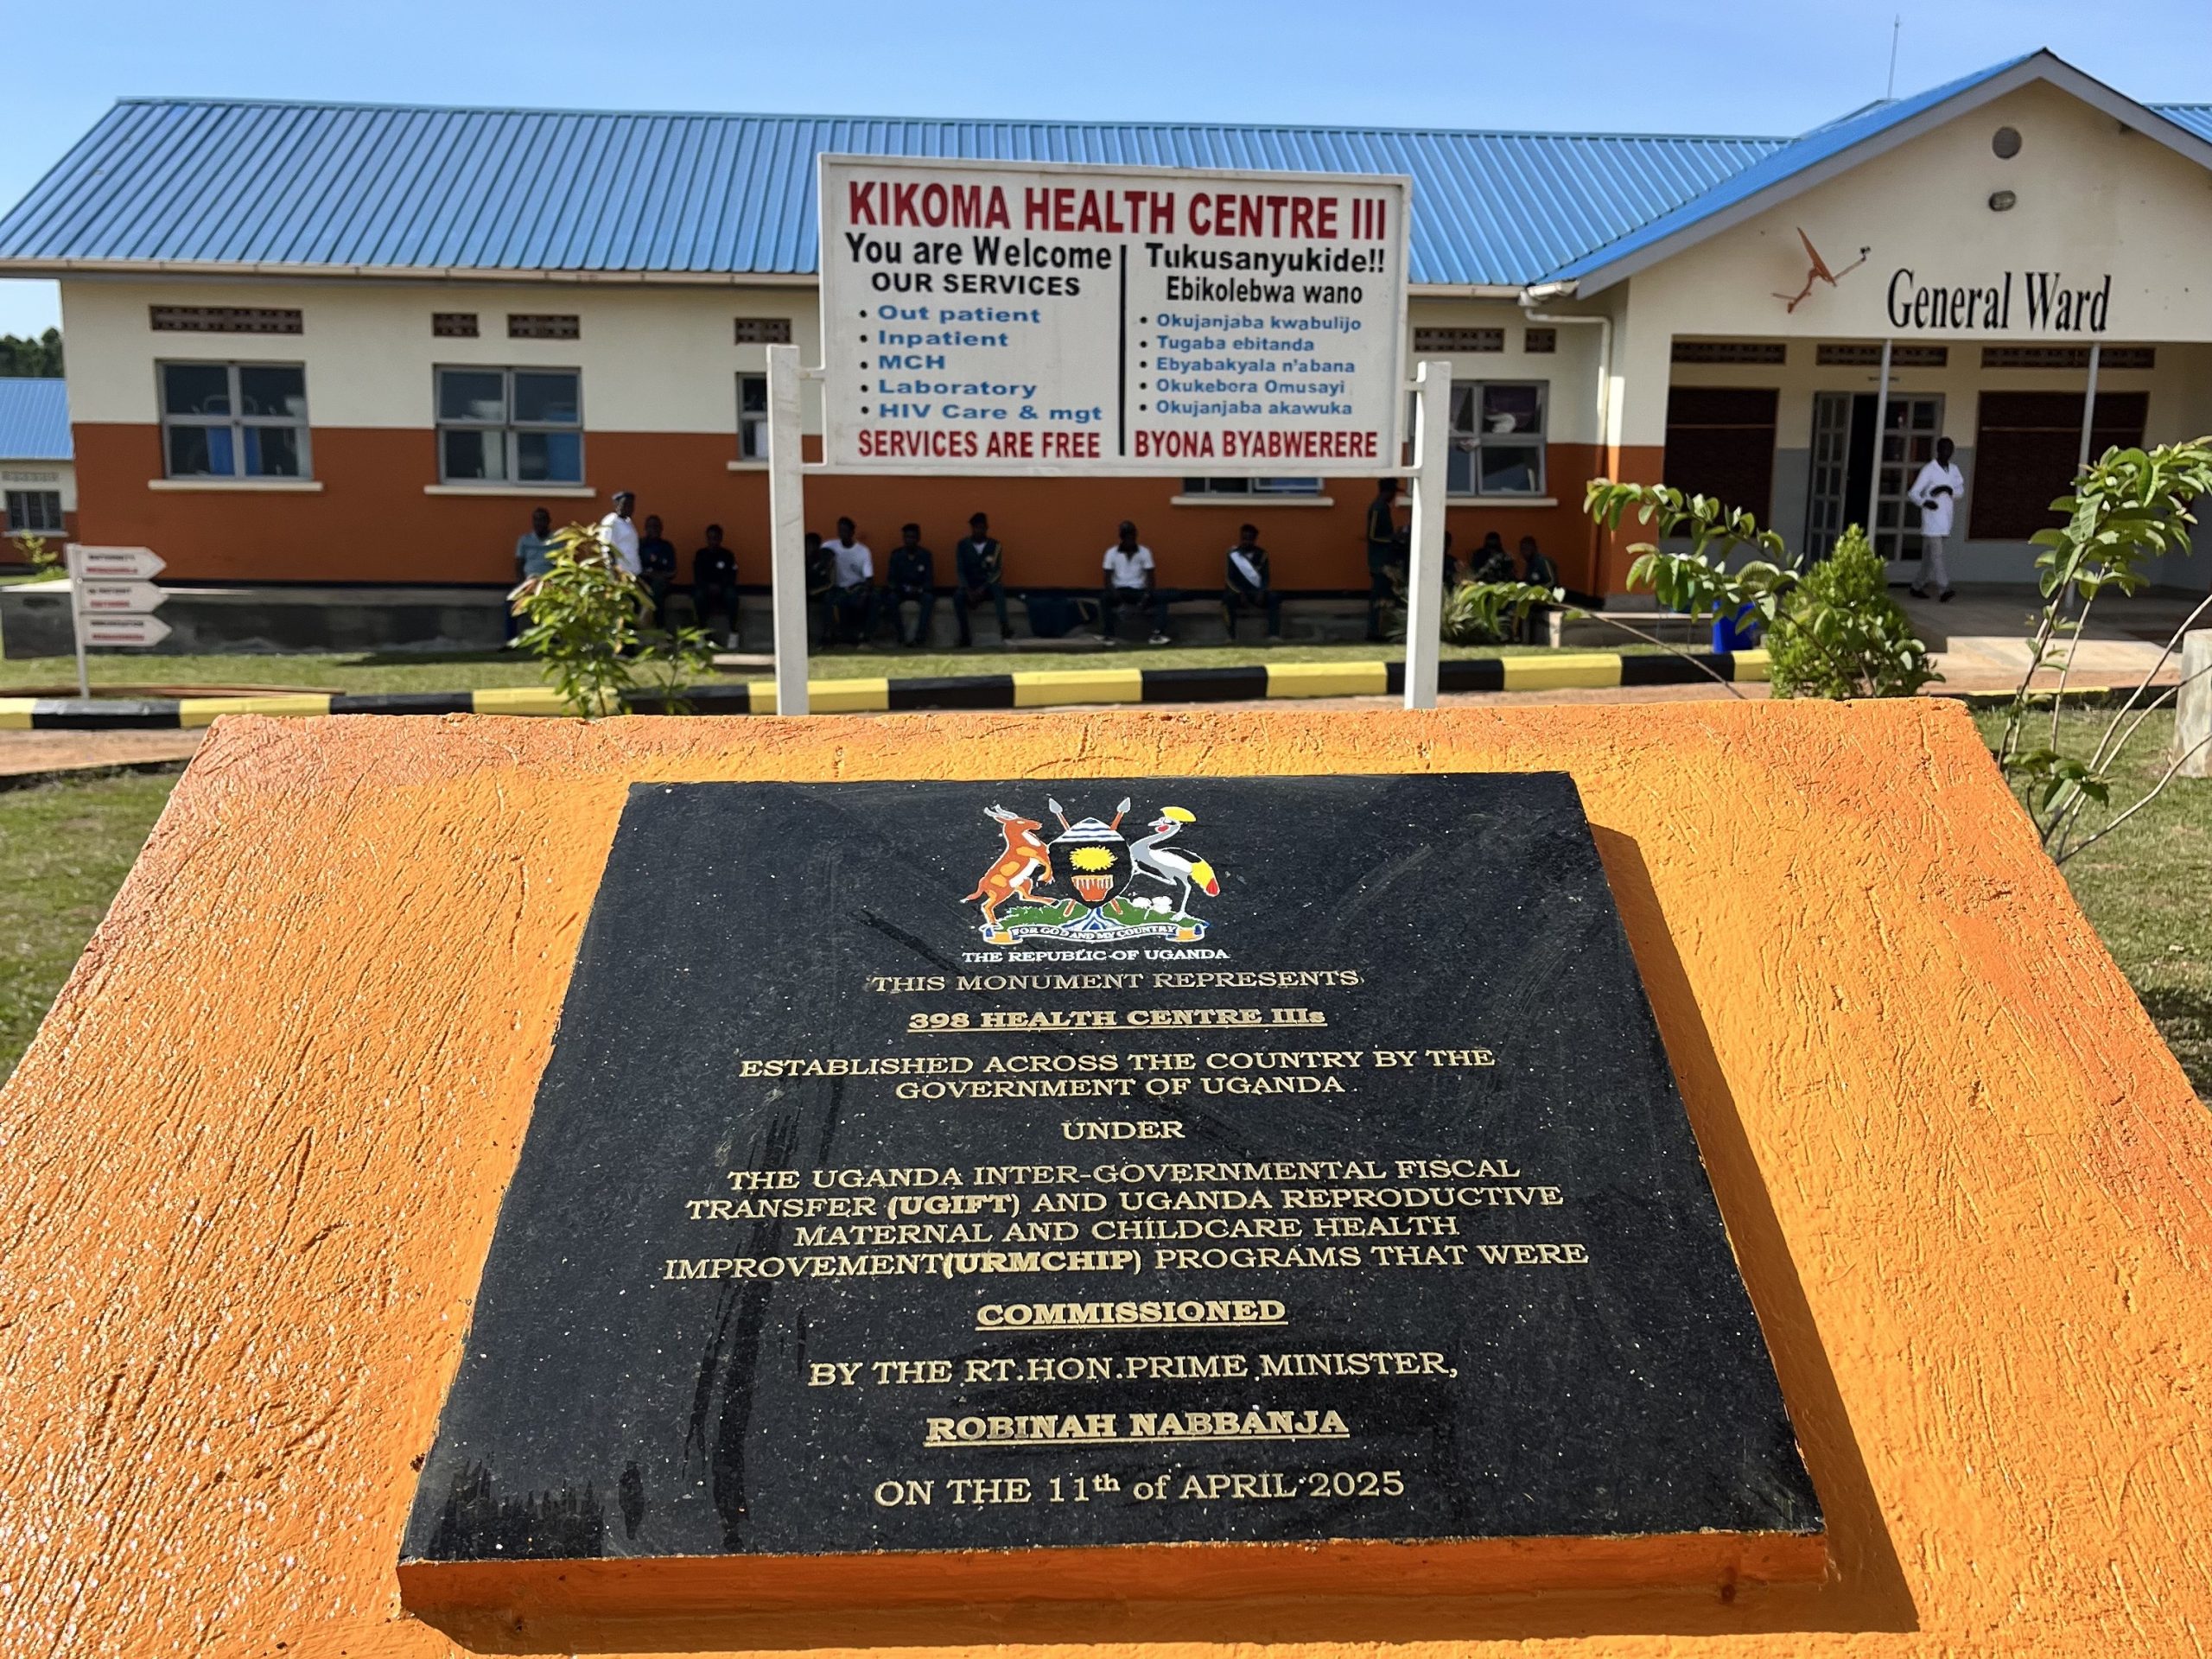 KIKOMA HEALTH CENTRE III
You are Welcome
OUR SERVICES
• Out patient
• Inpatient
• MCH
• Laboratory
• HIV Care & mgt
SERVICES ARE FREE
Tukusanyukide!!
Ebikolebwa wano
• Okujanjaba kwabulijo
• Tugaba ebitanda
• Ebyabakyala n'abana
• Okukebera Omusayi
• Okujanjaba akawuka
BYONA BYABWERERE
General Ward
FOR GOD AND MY COUNTRY
THE REPUBLIC OF UGANDA
THIS MONUMENT REPRESENTS
398 HEALTH CENTRE IIIs
ESTABLISHED ACROSS THE COUNTRY BY THE
GOVERNMENT OF UGANDA
UNDER
THE UGANDA INTER-GOVERNMENTAL FISCAL
TRANSFER (UGIFT) AND UGANDA REPRODUCTIVE
MATERNAL AND CHILDCARE HEALTH
IMPROVEMENT(URMCHIP) PROGRAMS THAT WERE
COMMISSIONED
BY THE RT.HON.PRIME MINISTER,
ROBINAH NABBANJA
ON THE 11th of APRIL 2025